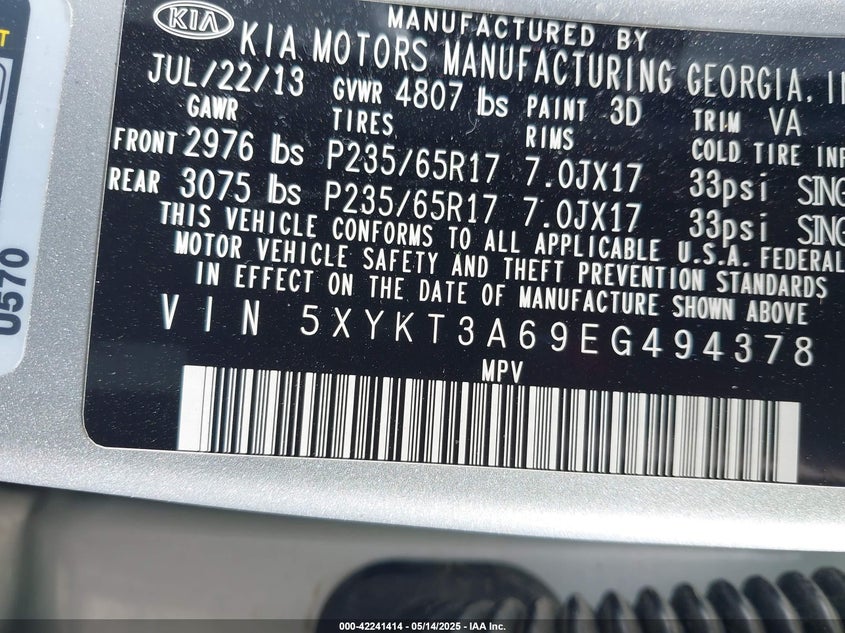 KIA
MANUFACTURED BY
KIA MOTORS MANUFACTURING GEORGIA, IN
JUL/22/13 GVWR 4807 lbs PAINT 3D TRIM VA
GAWR TIRES RIMS COLD TIRE INF
FRONT 2976 lbs P235/65R17 7.0JX17 33psi SING
REAR 3075 lbs P235/65R17 7.0JX17 33psi SING
THIS VEHICLE CONFORMS TO ALL APPLICABLE U.S.A. FEDERAL
MOTOR VEHICLE SAFETY AND THEFT PREVENTION STANDARDS
IN EFFECT ON THE DATE OF MANUFACTURE SHOWN ABOVE
VIN 5XYKT3A69EG494378
MPV
0570
000-42241414 — 05/14/2025 — IAA Inc.